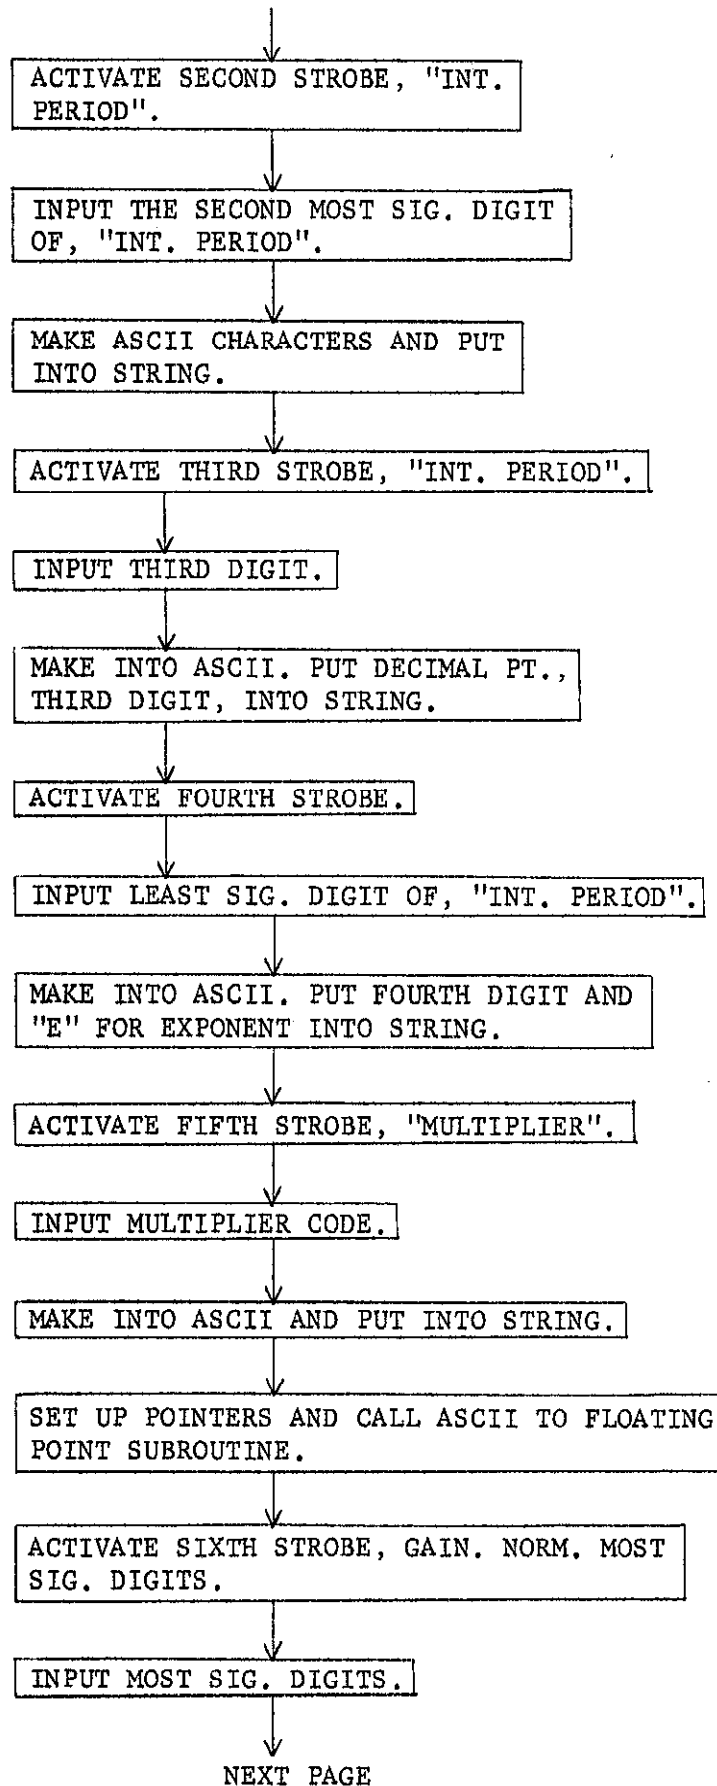 ACTIVATE SECOND STROBE, "INT.
PERIOD".
INPUT THE SECOND MOST SIG. DIGIT
OF, "INT. PERIOD".
MAKE ASCII CHARACTERS AND PUT
INTO STRING.
ACTIVATE THIRD STROBE, "INT. PERIOD".
INPUT THIRD DIGIT.
MAKE INTO ASCII. PUT DECIMAL PT.,
THIRD DIGIT, INTO STRING.
ACTIVATE FOURTH STROBE.
INPUT LEAST SIG. DIGIT OF, "INT. PERIOD".
MAKE INTO ASCII. PUT FOURTH DIGIT AND
"E" FOR EXPONENT INTO STRING.
ACTIVATE FIFTH STROBE, "MULTIPLIER".
INPUT MULTIPLIER CODE.
MAKE INTO ASCII AND PUT INTO STRING.
SET UP POINTERS AND CALL ASCII TO FLOATING
POINT SUBROUTINE.
ACTIVATE SIXTH STROBE, GAIN. NORM. MOST
SIG. DIGITS.
INPUT MOST SIG. DIGITS.
NEXT PAGE